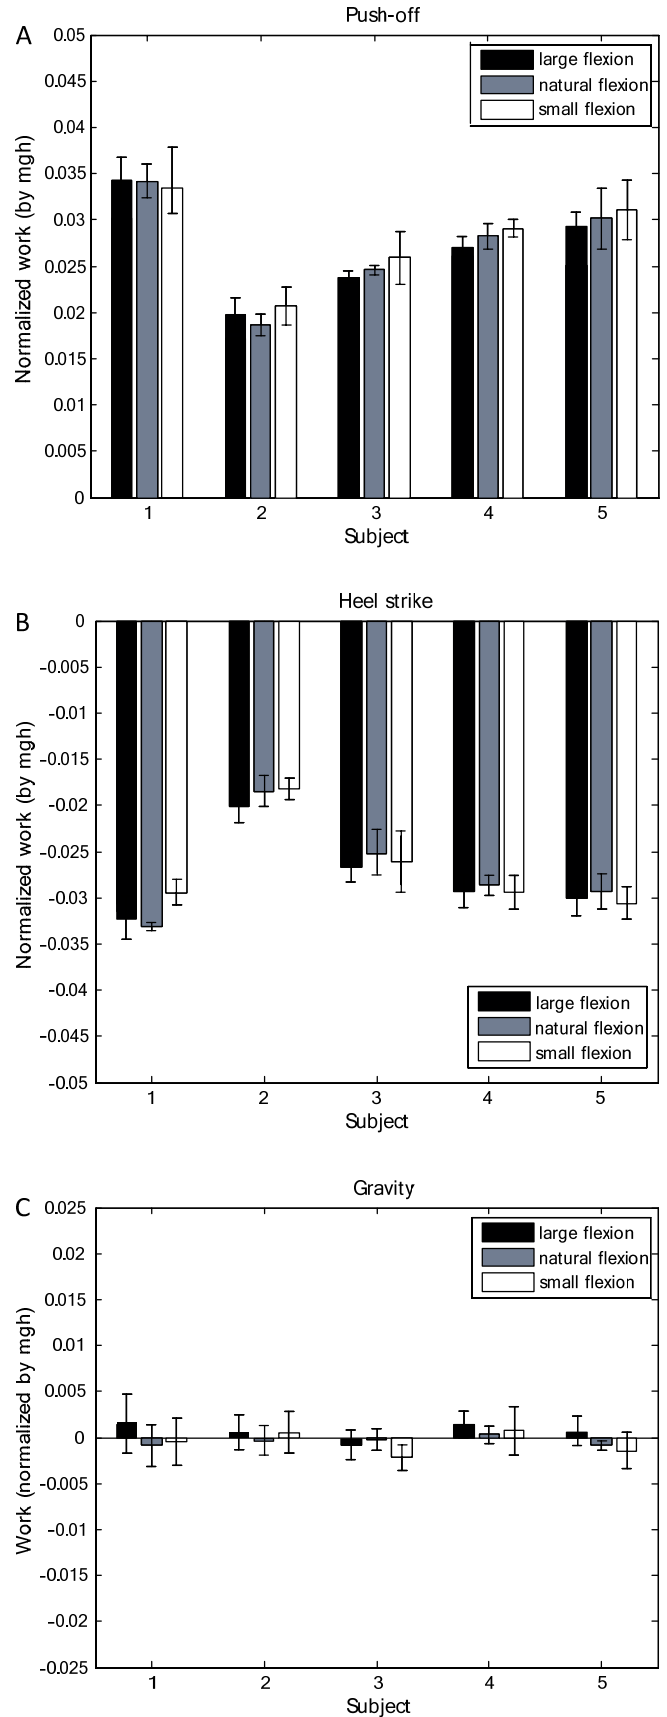 A
Push-off
0.05
0.045
0.04
0.035
0.03
0.025
0.02
0.015
0.01
0.005
0
Normalized work (by mgh)
large flexion
natural flexion
small flexion
1 2 3 4 5
Subject
B
Heel strike
0
-0.005
-0.01
-0.015
-0.02
-0.025
-0.03
-0.035
-0.04
-0.045
-0.05
Normalized work (by mgh)
large flexion
natural flexion
small flexion
1 2 3 4 5
Subject
C
Gravity
0.025
0.02
0.015
0.01
0.005
0
-0.005
-0.01
-0.015
-0.02
-0.025
Work (normalized by mgh)
large flexion
natural flexion
small flexion
1 2 3 4 5
Subject